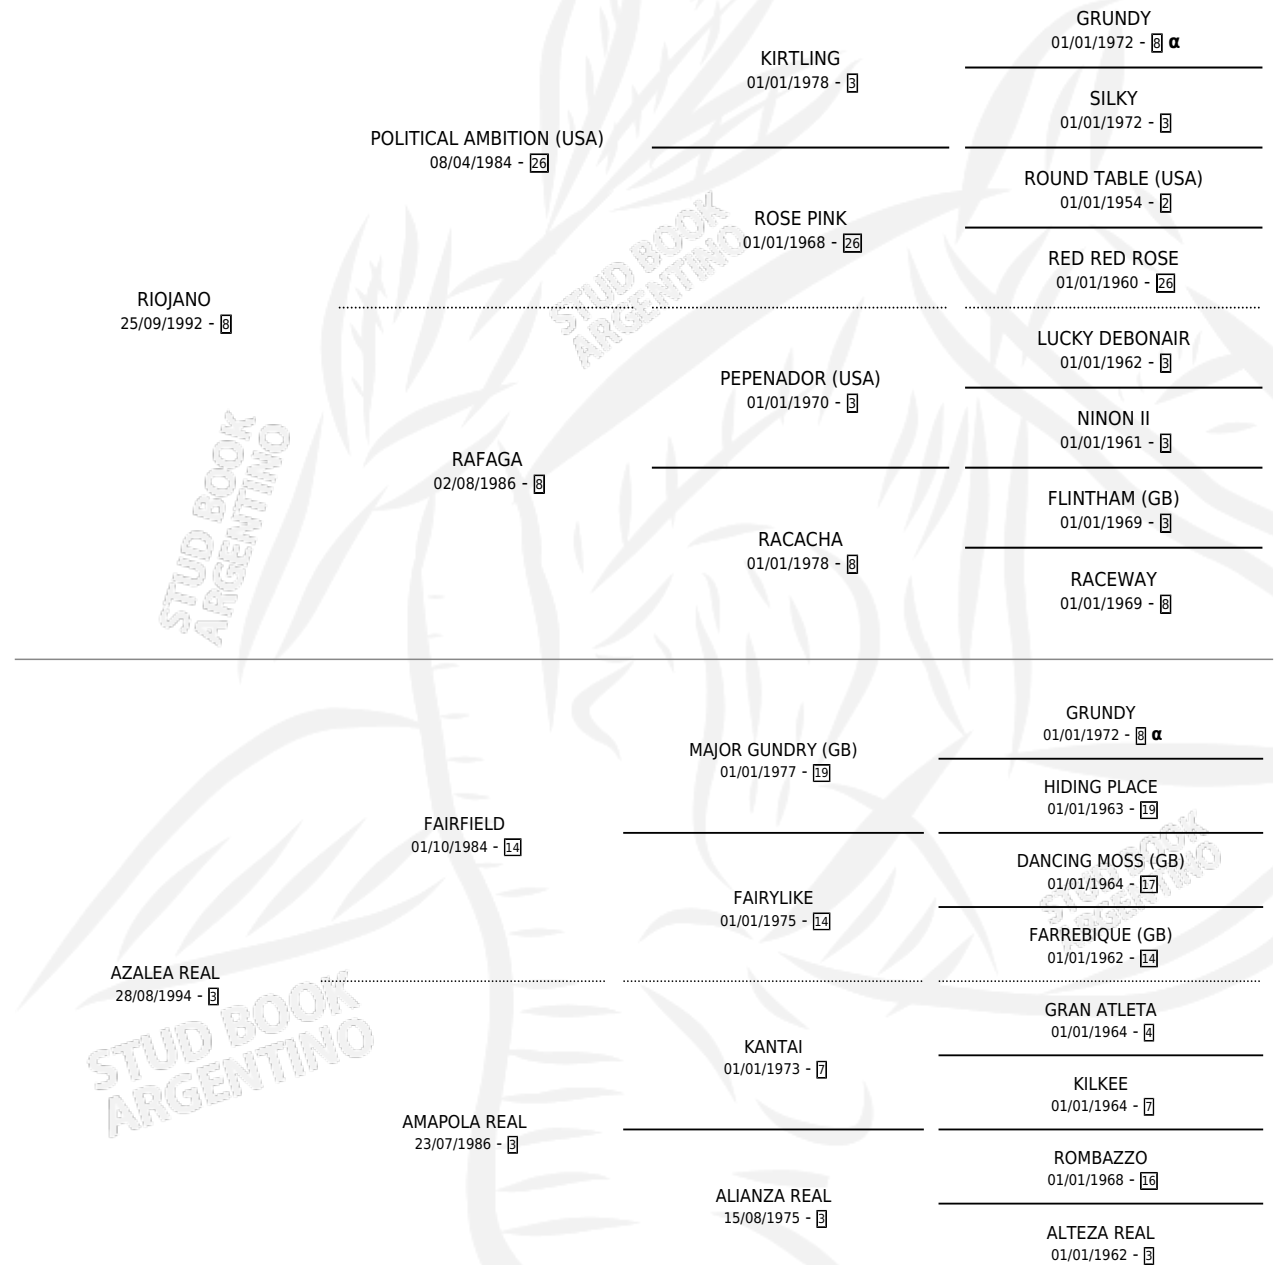 GRUNDY
01/01/1972 - 8 α
KIRTLING
01/01/1978 - 3
SILKY
01/01/1972 - 3
POLITICAL AMBITION (USA)
08/04/1984 - 26
ROUND TABLE (USA)
01/01/1954 - 2
ROSE PINK
01/01/1968 - 26
RED RED ROSE
01/01/1960 - 26
RIOJANO
25/09/1992 - 8
LUCKY DEBONAIR
01/01/1962 - 3
PEPENADOR (USA)
01/01/1970 - 3
NINON II
01/01/1961 - 3
RAFAGA
02/08/1986 - 8
FLINTHAM (GB)
01/01/1969 - 3
RACACHA
01/01/1978 - 8
RACEWAY
01/01/1969 - 8
STUD BOOK
ARGENTINO
STUD BOOK
ARGENTINO
GRUNDY
01/01/1972 - 8 α
MAJOR GUNDRY (GB)
01/01/1977 - 19
HIDING PLACE
01/01/1963 - 19
FAIRFIELD
01/10/1984 - 14
DANCING MOSS (GB)
01/01/1964 - 17
FAIRYLIKE
01/01/1975 - 14
FARREBIQUE (GB)
01/01/1962 - 14
AZALEA REAL
28/08/1994 - 3
GRAN ATLETA
01/01/1964 - 4
KANTAI
01/01/1973 - 7
KILKEE
01/01/1964 - 7
AMAPOLA REAL
23/07/1986 - 3
ROMBAZZO
01/01/1968 - 16
ALIANZA REAL
15/08/1975 - 3
ALTEZA REAL
01/01/1962 - 3
STUD BOOK
ARGENTINO
STUD BOOK
ARGENTINO